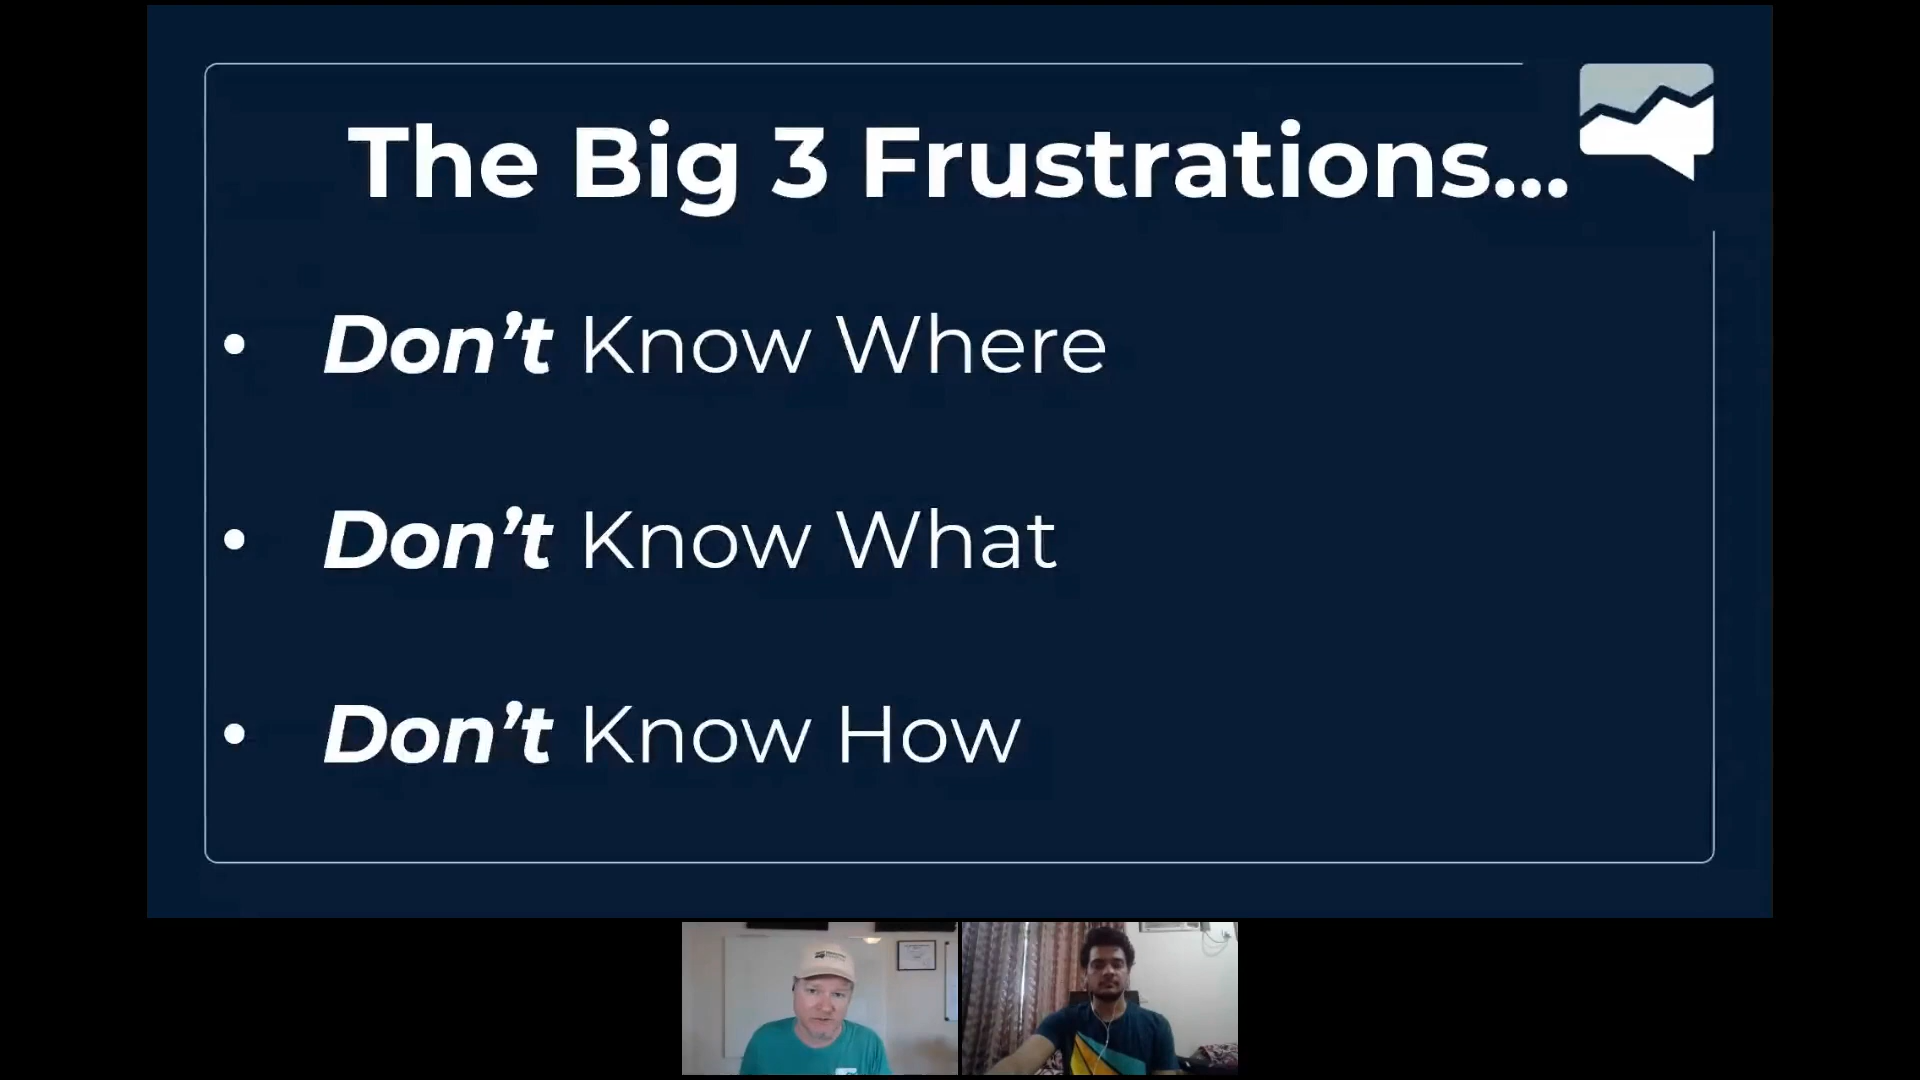 The Big 3 Frustrations...
• Don't Know Where
• Don't Know What
• Don't Know How